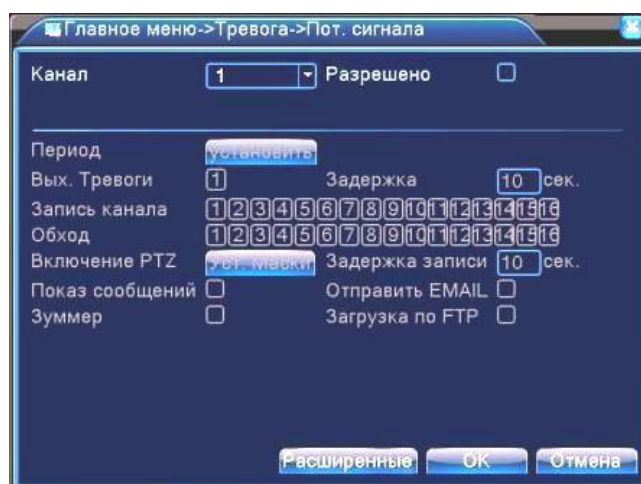 Главное меню->Тревога->Пот. сигнала
Канал 1 Разрешено
Период установить
Вых. Тревоги 1 Задержка 10 сек.
Запись канала 1 2 3 4 5 6 7 8 9 10 11 12 13 14 15 16
Обход 1 2 3 4 5 6 7 8 9 10 11 12 13 14 15 16
Включение PTZ Уст. Маски Задержка записи 10 сек.
Показ сообщений Отправить EMAIL
Зуммер Загрузка по FTP
Расширенные OK Отмена